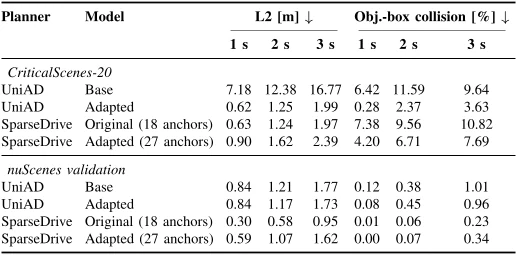 Planner Model L2 [m] ↓ Obj.-box collision [%] ↓
1 s 2 s 3 s 1 s 2 s 3 s
CriticalScenes-20
UniAD Base 7.18 12.38 16.77 6.42 11.59 9.64
UniAD Adapted 0.62 1.25 1.99 0.28 2.37 3.63
SparseDrive Original (18 anchors) 0.63 1.24 1.97 7.38 9.56 10.82
SparseDrive Adapted (27 anchors) 0.90 1.62 2.39 4.20 6.71 7.69
nuScenes validation
UniAD Base 0.84 1.21 1.77 0.12 0.38 1.01
UniAD Adapted 0.84 1.17 1.73 0.08 0.45 0.96
SparseDrive Original (18 anchors) 0.30 0.58 0.95 0.01 0.06 0.23
SparseDrive Adapted (27 anchors) 0.59 1.07 1.62 0.00 0.07 0.34